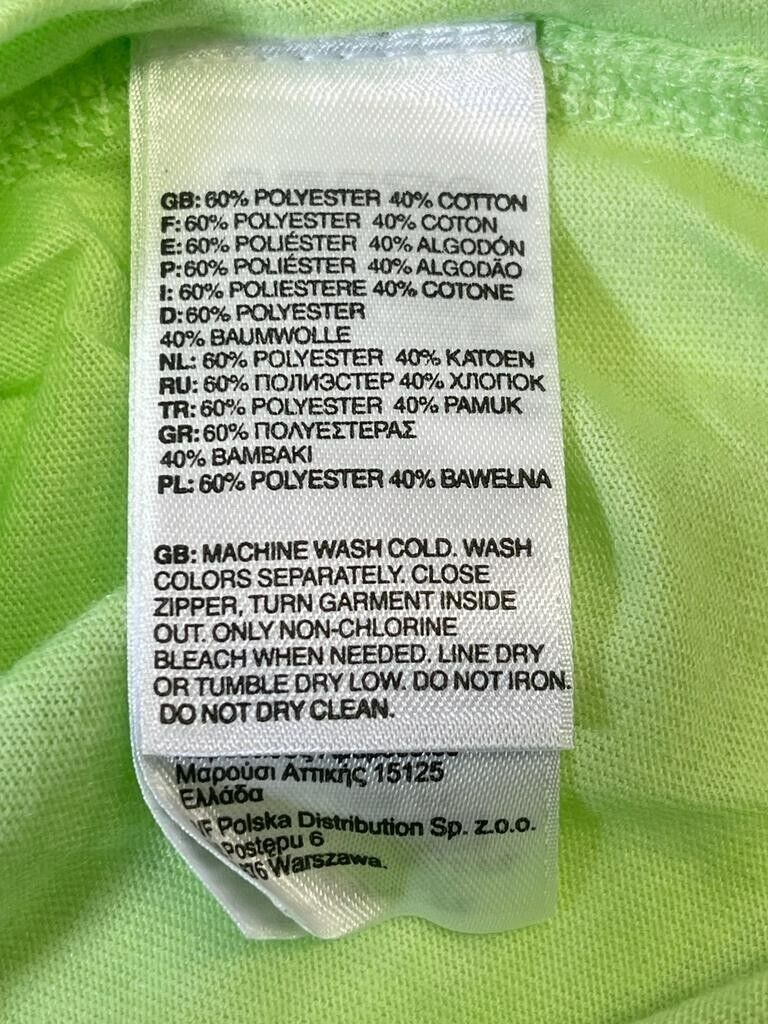 GB: 60% POLYESTER 40% COTTON
F: 60% POLYESTER 40% COTON
E: 60% POLIÉSTER 40% ALGODÓN
P: 60% POLIÉSTER 40% ALGODÃO
I: 60% POLIESTERE 40% COTONE
D: 60% POLYESTER
40% BAUMWOLLE
NL: 60% POLYESTER 40% KATOEN
RU: 60% ПОЛИЭСТЕР 40% ХЛОПОК
TR: 60% POLYESTER 40% PAMUK
GR: 60% ΠΟΛΥΕΣΤΕΡΑΣ
40% ΒΑΜΒΑΚΙ
PL: 60% POLYESTER 40% BAWEŁNA
GB: MACHINE WASH COLD. WASH
COLORS SEPARATELY. CLOSE
ZIPPER, TURN GARMENT INSIDE
OUT. ONLY NON-CHLORINE
BLEACH WHEN NEEDED. LINE DRY
OR TUMBLE DRY LOW. DO NOT IRON.
DO NOT DRY CLEAN.
Μαρούσι Αττικής 15125
Ελλάδα
VF Polska Distribution Sp. z.o.o.
Postępu 6
Warszawa.